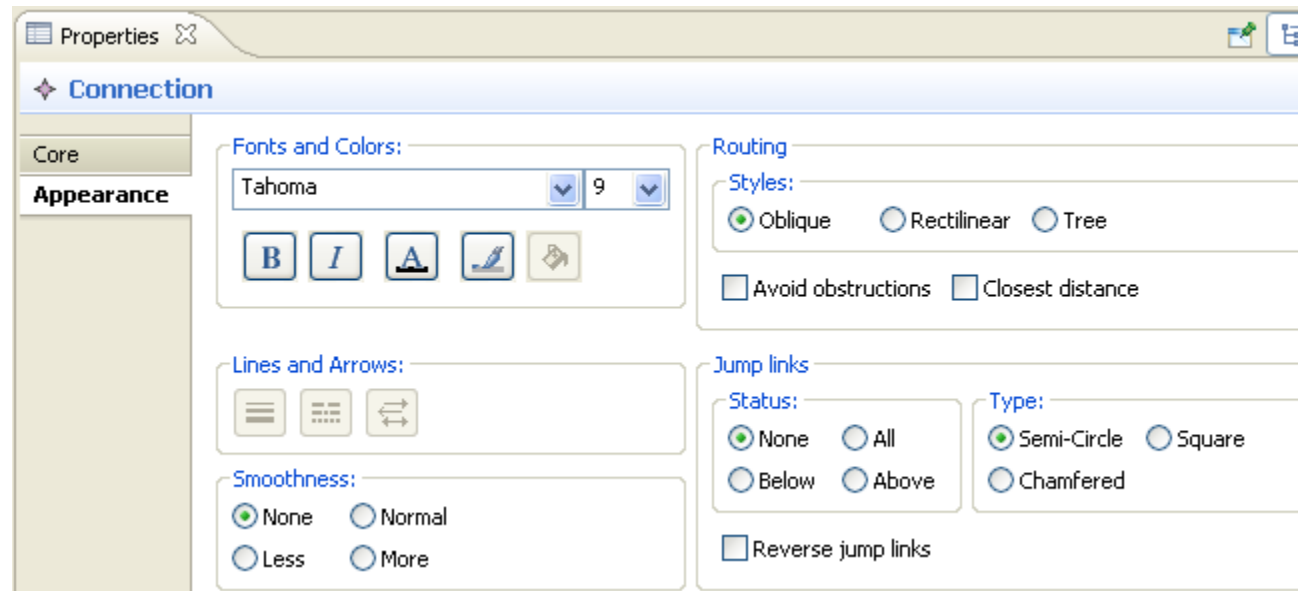 Properties
Connection
Core
Appearance
Fonts and Colors:
Tahoma 9
B I A
Lines and Arrows:
Smoothness:
None Normal
Less More
Routing
Styles:
Oblique Rectilinear Tree
Avoid obstructions Closest distance
Jump links
Status:
None All
Below Above
Type:
Semi-Circle Square
Chamfered
Reverse jump links